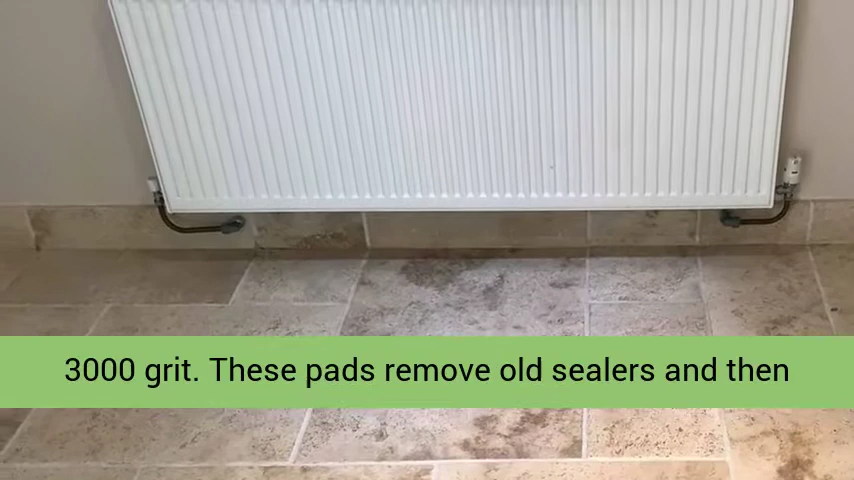 3000 grit. These pads remove old sealers and then